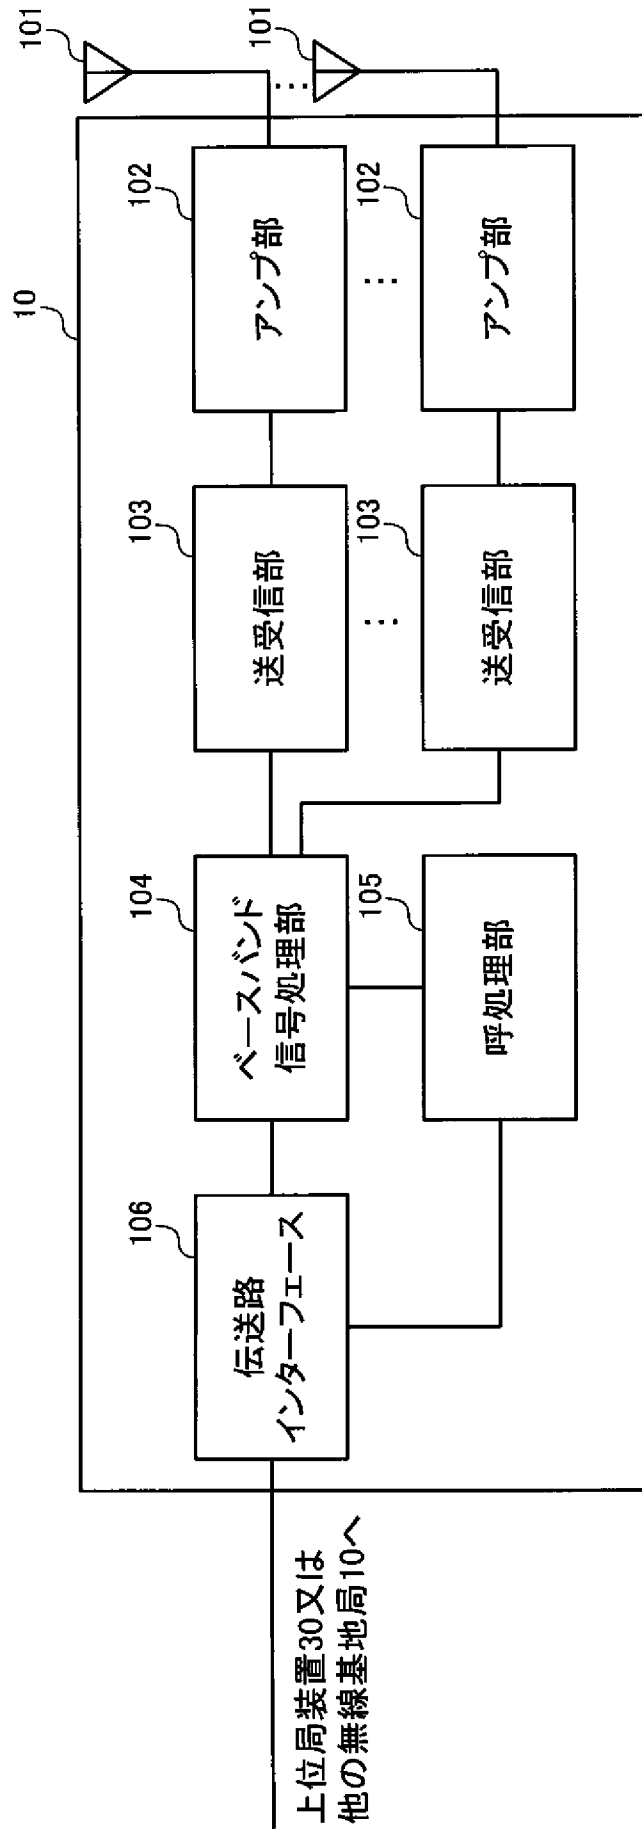 10
101
101
102
アンプ部
102
アンプ部
103
送受信部
103
送受信部
104
ベースバンド
信号処理部
105
呼処理部
106
伝送路
インターフェース
上位局装置30又は
他の無線基地局10へ